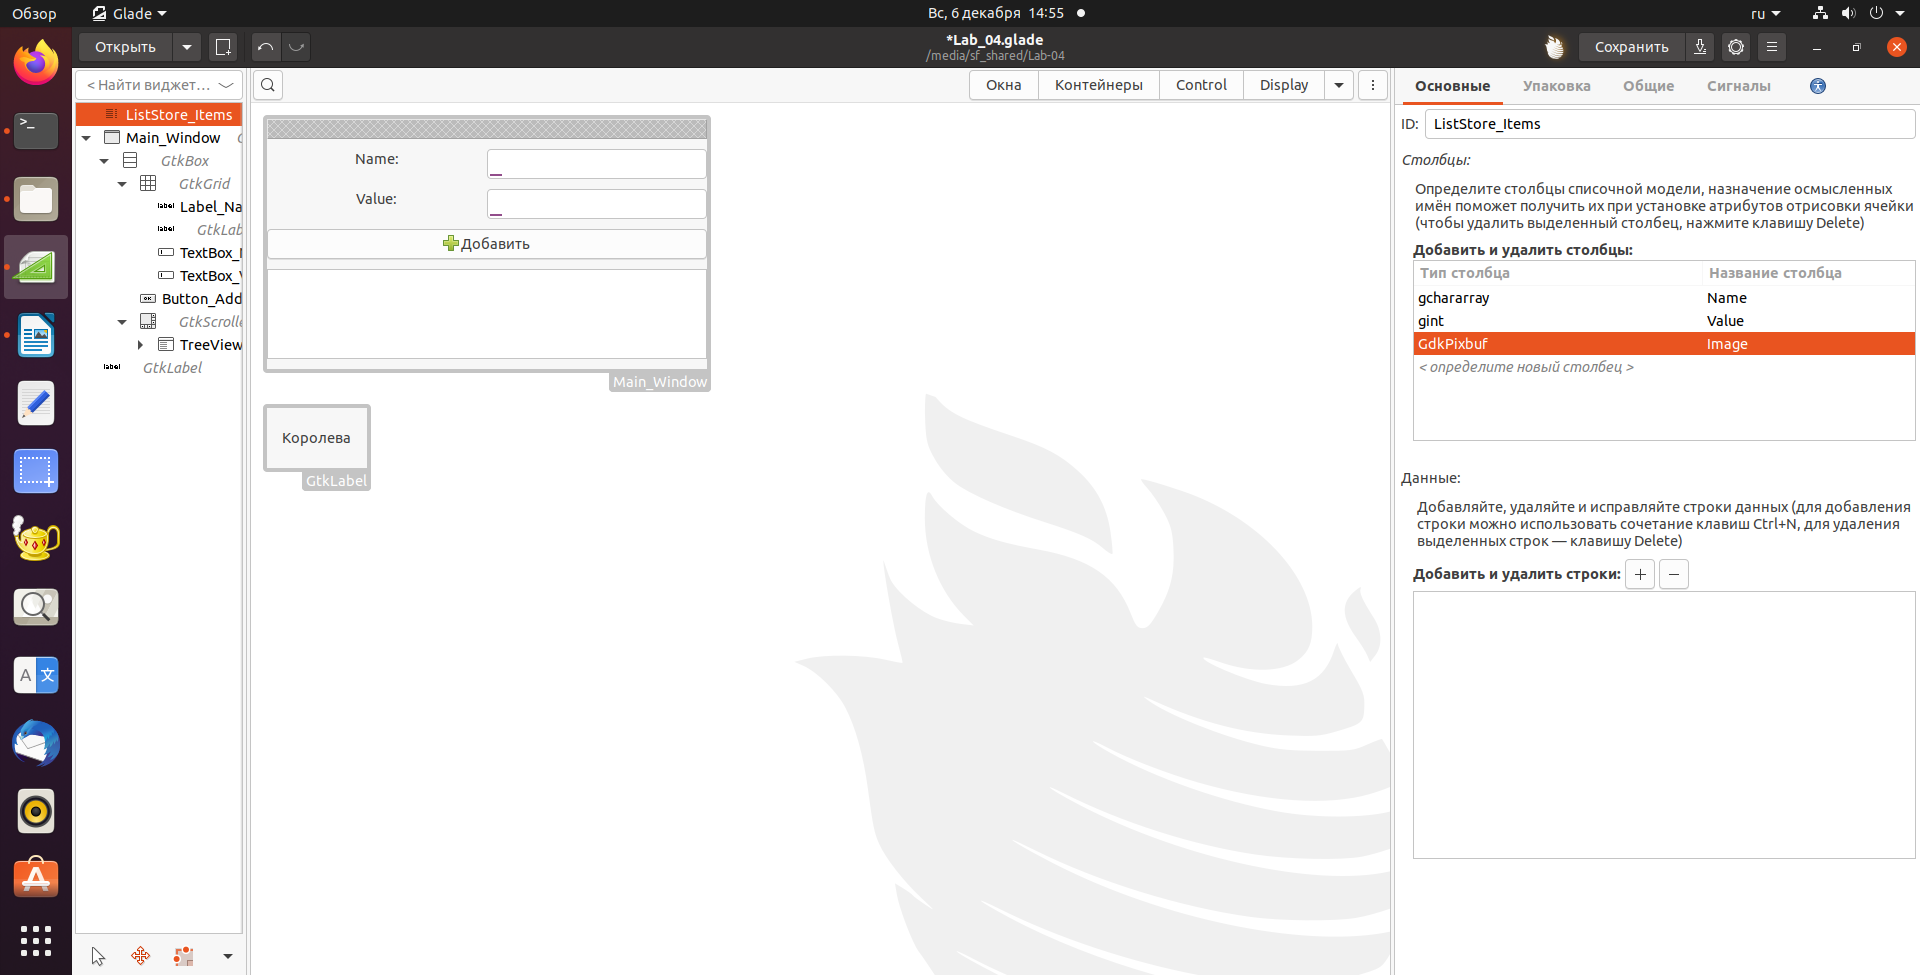 Обзор
Glade
Вс, 6 декабря 14:55
ru
Открыть
*Lab_04.glade
/media/sf_shared/Lab-04
Сохранить
< Найти виджет…
Окна
Контейнеры
Control
Display
Основные
Упаковка
Общие
Сигналы
ListStore_Items
Main_Window
GtkBox
GtkGrid
label Label_Na
label GtkLab
TextBox_
TextBox_
OK Button_Add
GtkScrolle
TreeView
label GtkLabel
Name:
Value:
Добавить
Main_Window
Королева
GtkLabel
ID: ListStore_Items
Столбцы:
Определите столбцы списочной модели, назначение осмысленных
имён поможет получить их при установке атрибутов отрисовки ячейки
(чтобы удалить выделенный столбец, нажмите клавишу Delete)
Добавить и удалить столбцы:
Тип столбца Название столбца
gchararray Name
gint Value
GdkPixbuf Image
< определите новый столбец >
Данные:
Добавляйте, удаляйте и исправляйте строки данных (для добавления
строки можно использовать сочетание клавиш Ctrl+N, для удаления
выделенных строк — клавишу Delete)
Добавить и удалить строки: